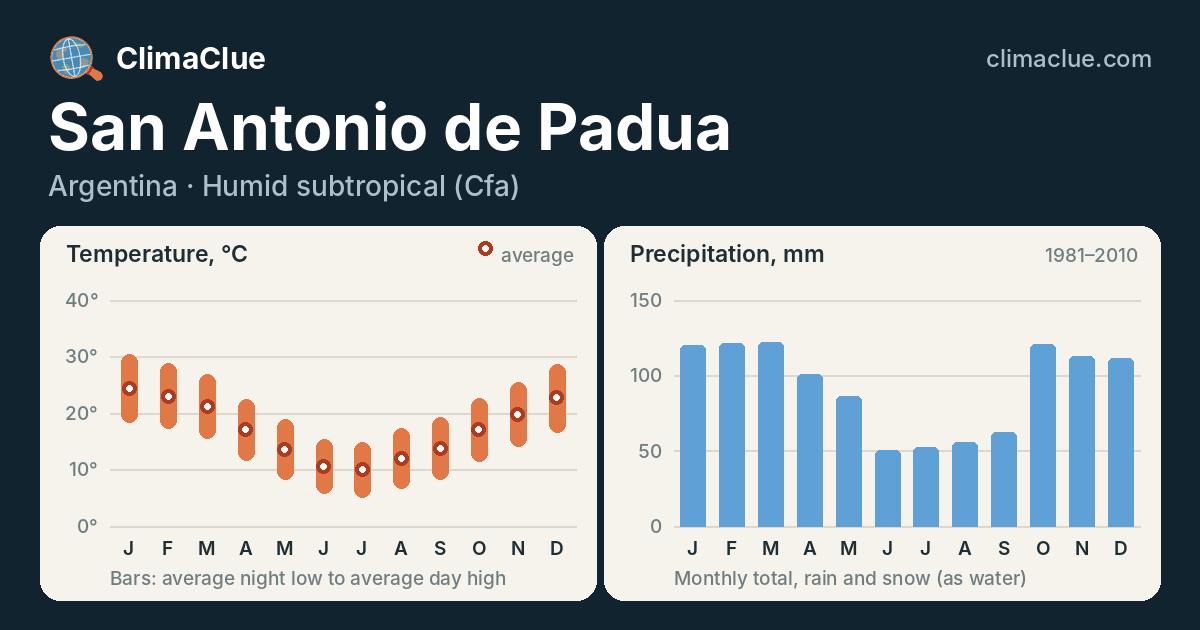 ClimaClue
climaclue.com
San Antonio de Padua
Argentina · Humid subtropical (Cfa)
Temperature, °C
average
40°
30°
20°
10°
0°
J F M A M J J A S O N D
Bars: average night low to average day high
Precipitation, mm
1981–2010
150
100
50
0
J F M A M J J A S O N D
Monthly total, rain and snow (as water)